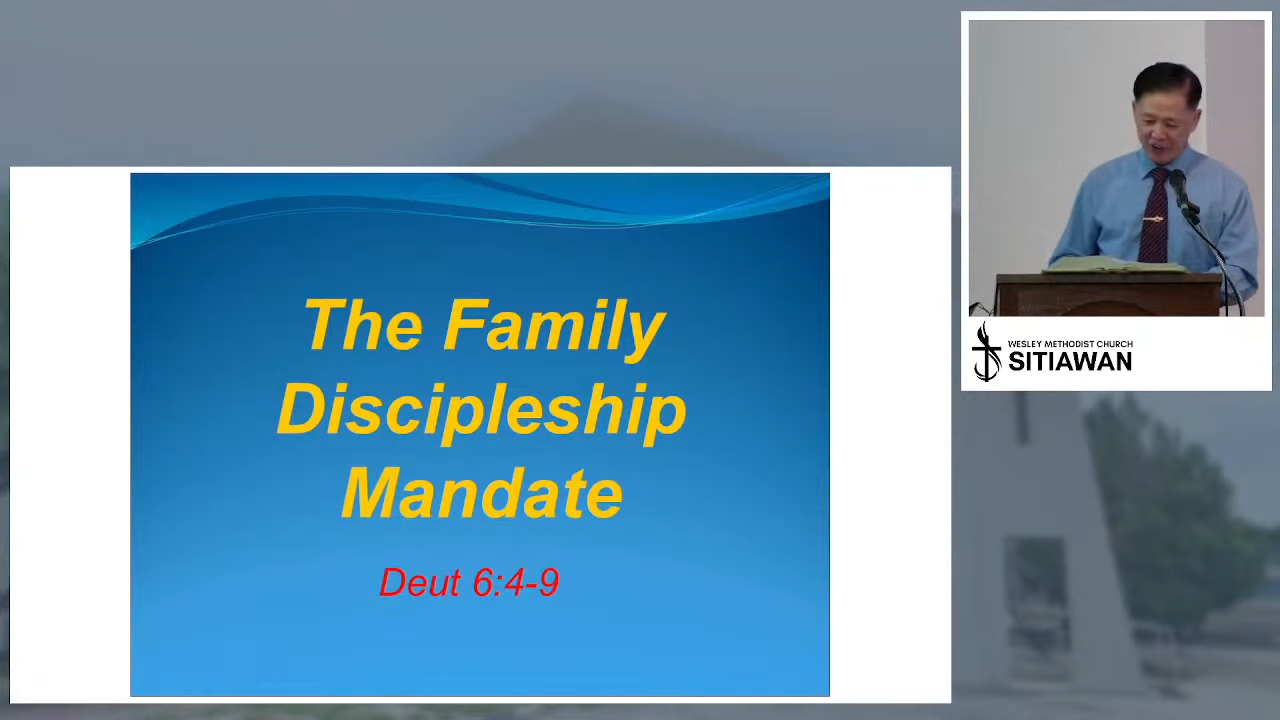 The Family
Discipleship
Mandate
Deut 6:4-9
WESLEY METHODIST CHURCH
SITIAWAN